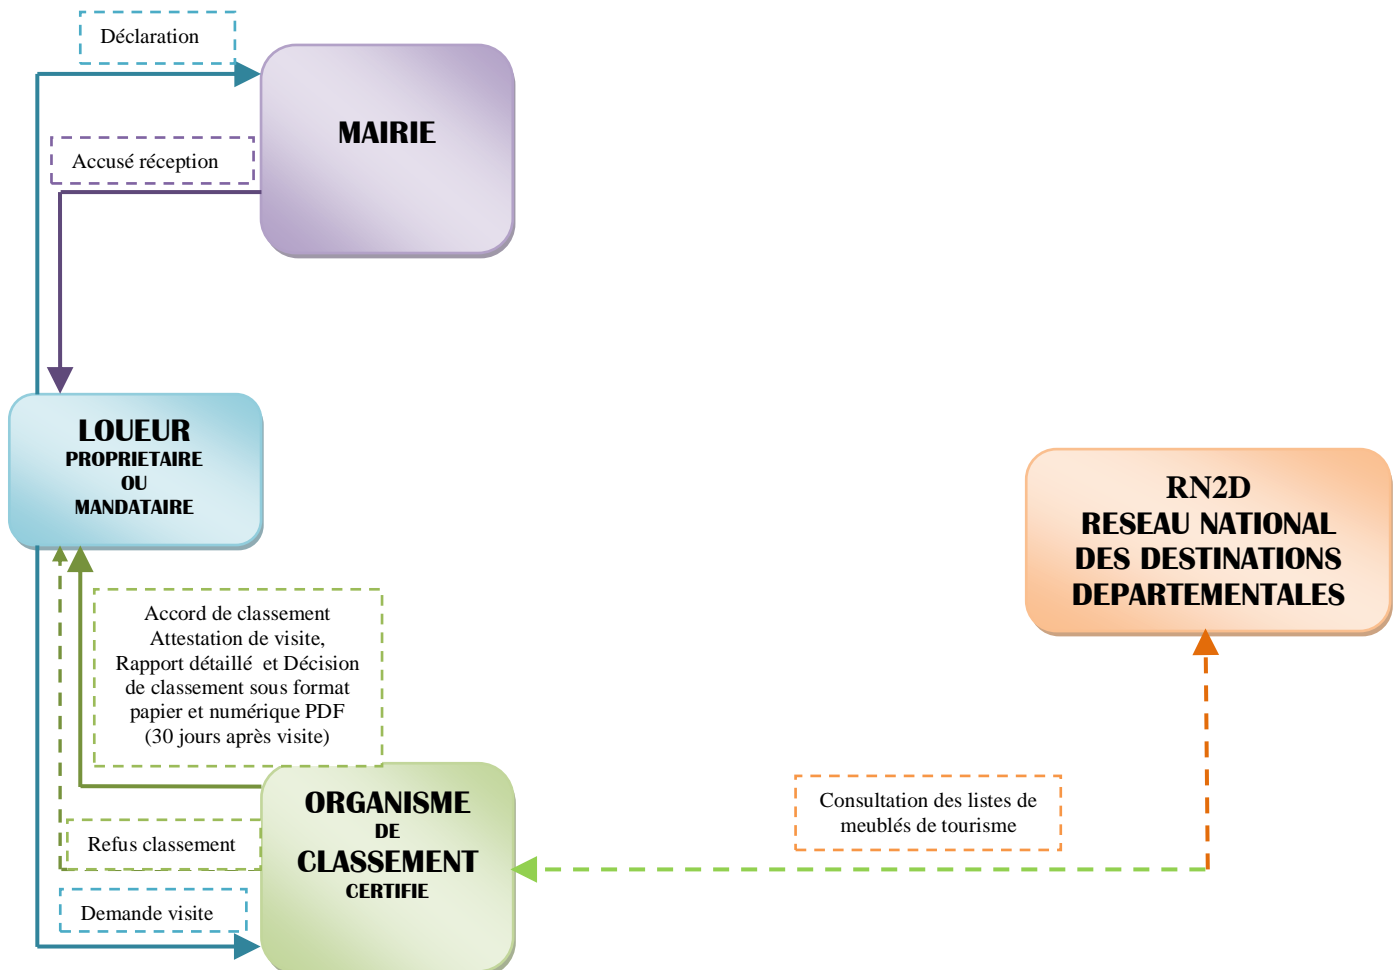 Déclaration
MAIRIE
Accusé réception
LOUEUR
PROPRIETAIRE
OU
MANDATAIRE
RN2D
RESEAU NATIONAL
DES DESTINATIONS
DEPARTEMENTALES
Accord de classement
Attestation de visite,
Rapport détaillé et Décision
de classement sous format
papier et numérique PDF
(30 jours après visite)
ORGANISME
DE
CLASSEMENT
CERTIFIE
Consultation des listes de
meublés de tourisme
Refus classement
Demande visite